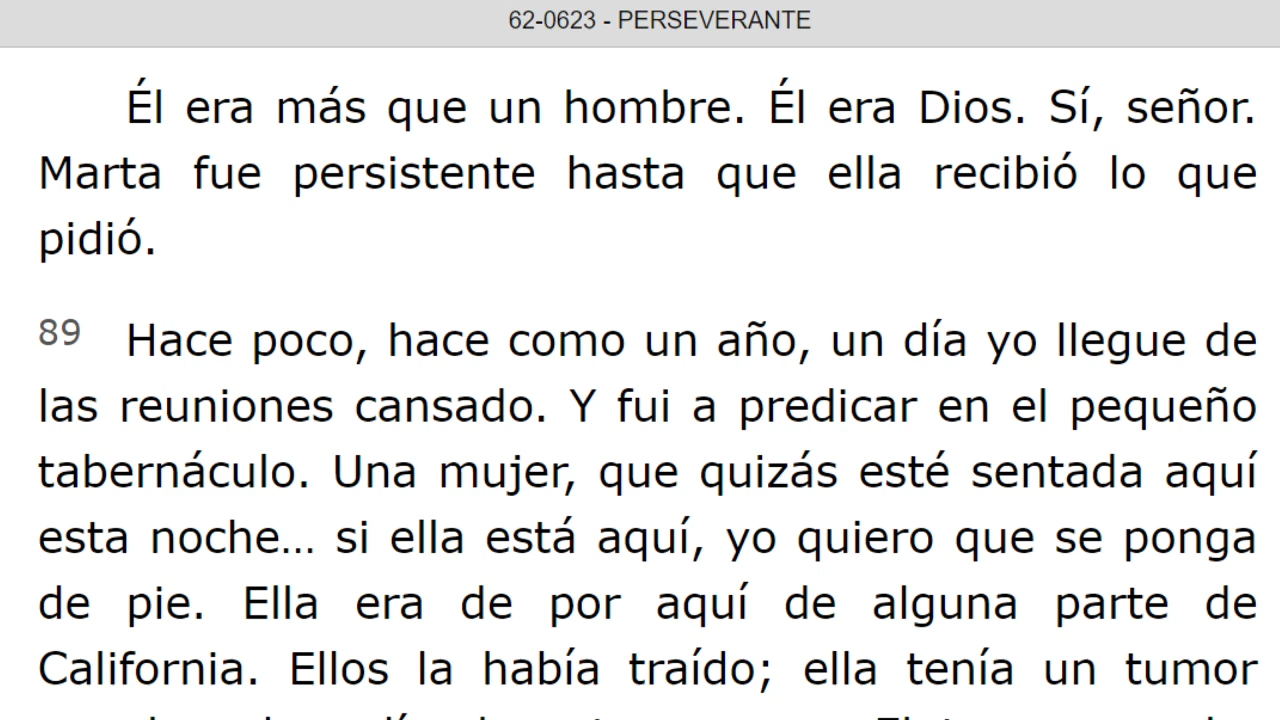 62-0623 - PERSEVERANTE
Él era más que un hombre. Él era Dios. Sí, señor.
Marta fue persistente hasta que ella recibió lo que
pidió.
89 Hace poco, hace como un año, un día yo llegue de
las reuniones cansado. Y fui a predicar en el pequeño
tabernáculo. Una mujer, que quizás esté sentada aquí
esta noche… si ella está aquí, yo quiero que se ponga
de pie. Ella era de por aquí de alguna parte de
California. Ellos la había traído; ella tenía un tumor